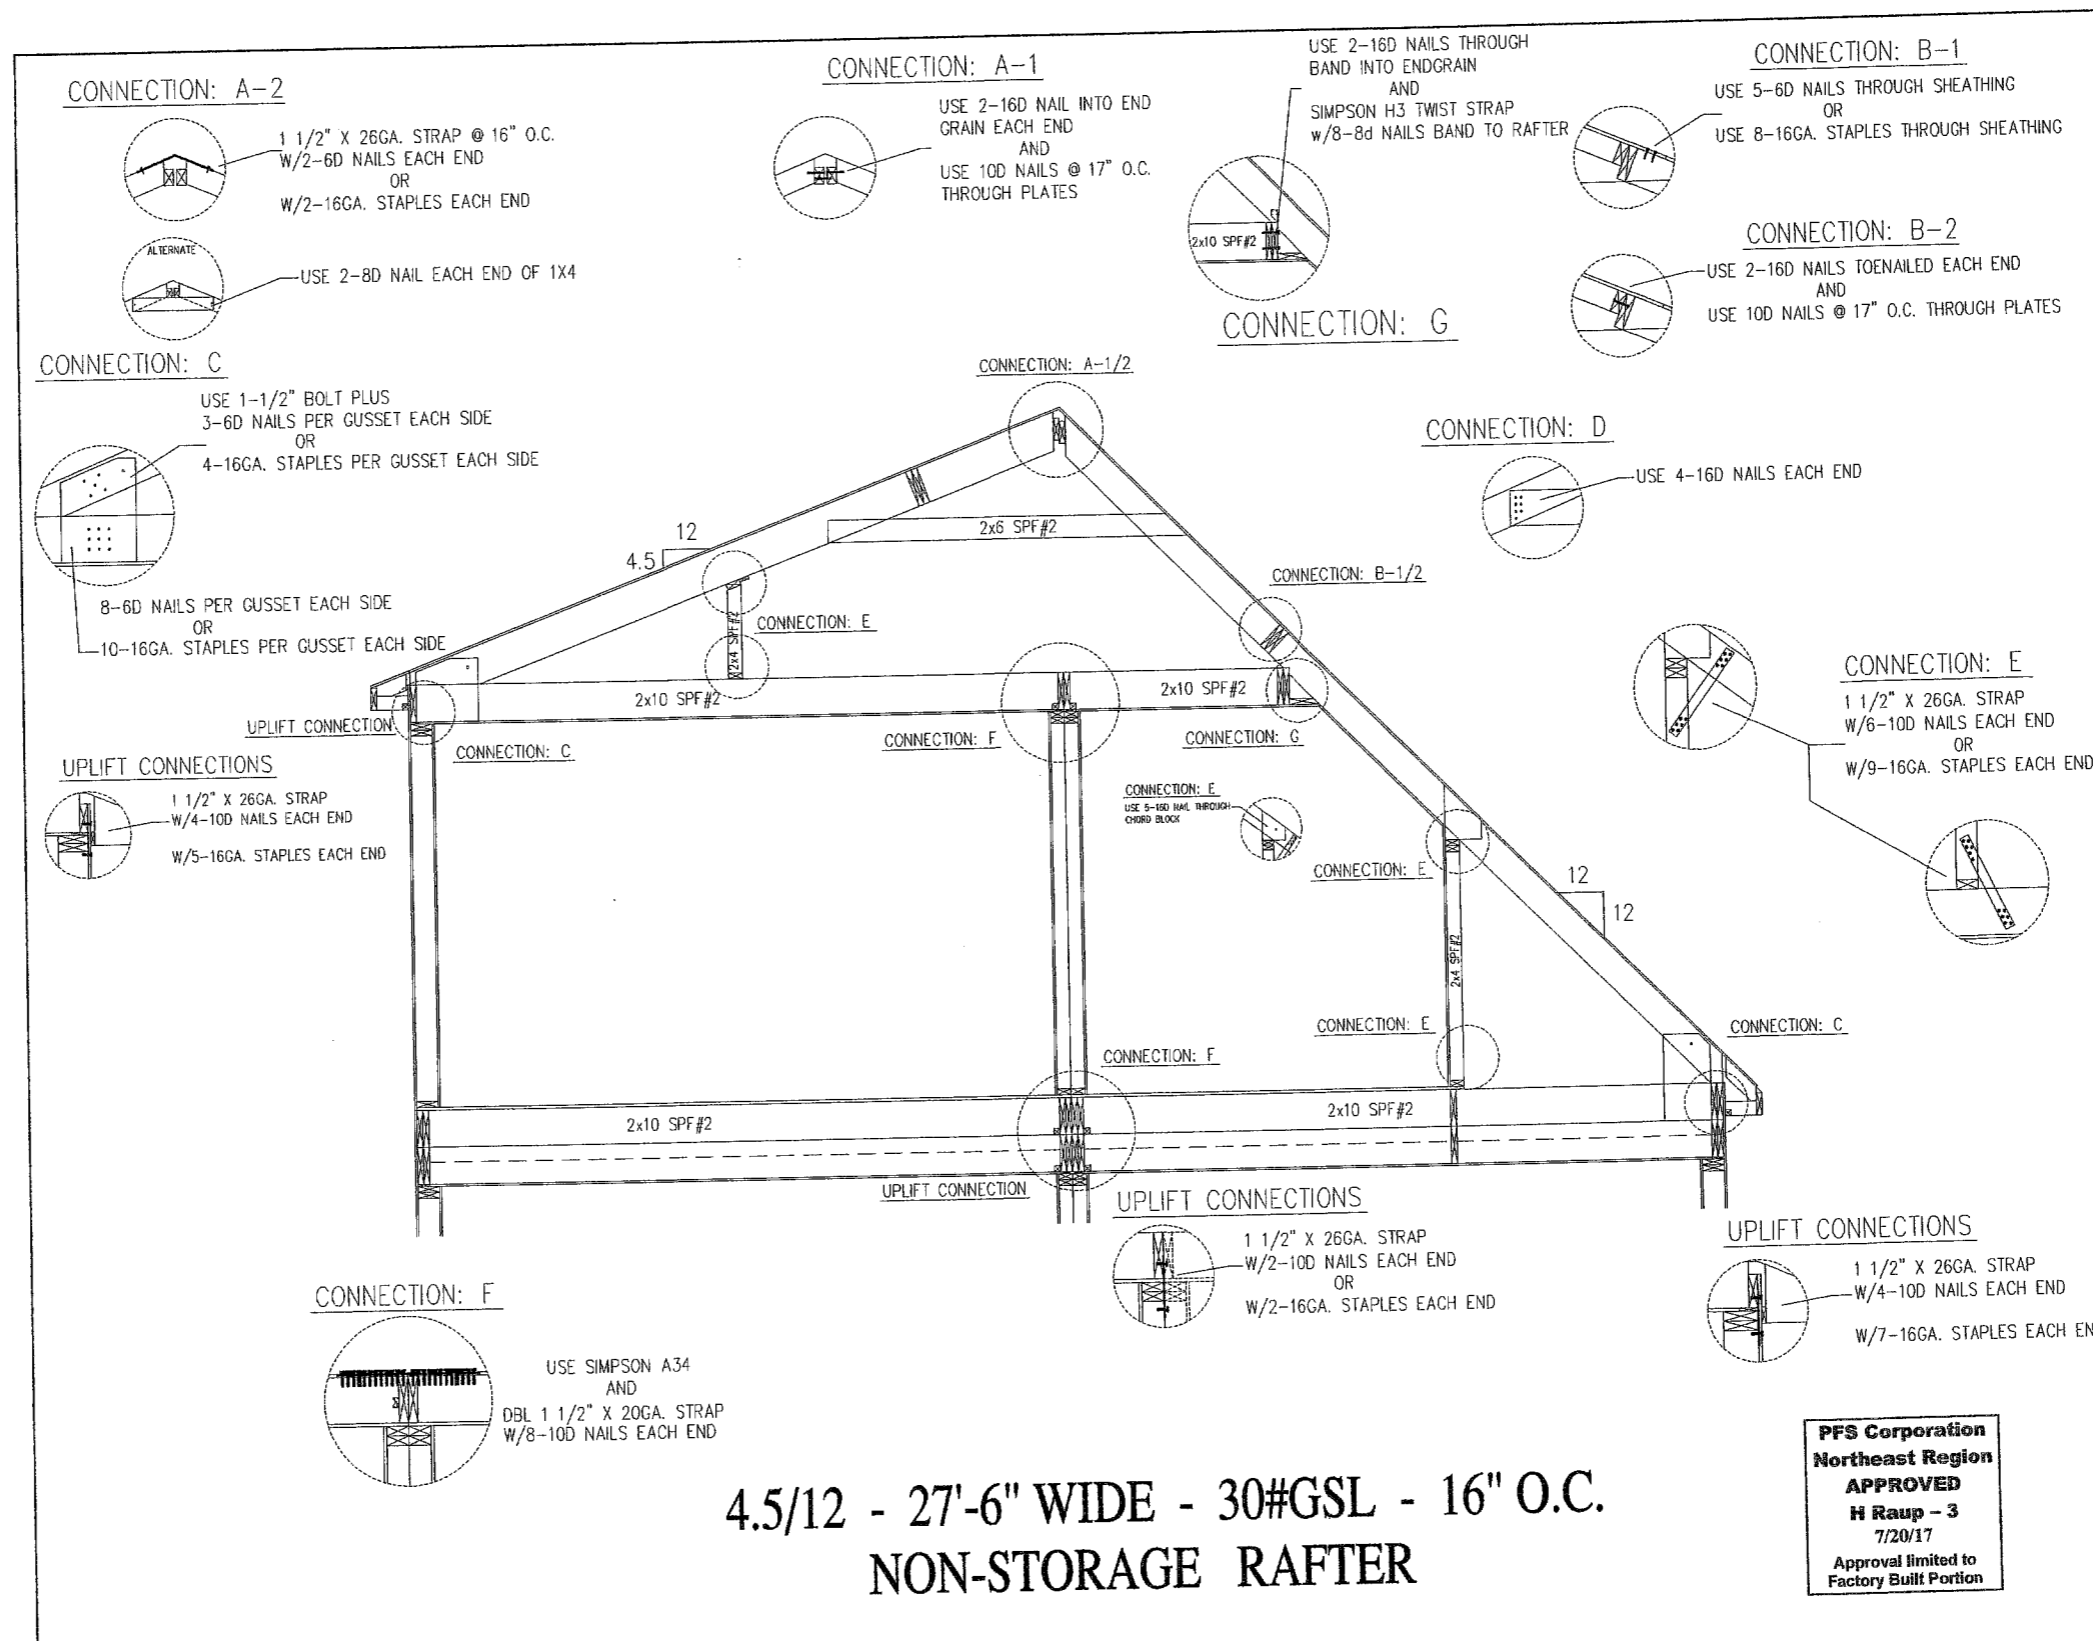 CONNECTION: A-2
1 1/2" X 26GA. STRAP @ 16" O.C.
W/2-6D NAILS EACH END
OR
W/2-16GA. STAPLES EACH END
ALTERNATE
USE 2-8D NAIL EACH END OF 1X4
CONNECTION: A-1
USE 2-16D NAIL INTO END
GRAIN EACH END
AND
USE 10D NAILS @ 17" O.C.
THROUGH PLATES
USE 2-16D NAILS THROUGH
BAND INTO ENDGRAIN
AND
SIMPSON H3 TWIST STRAP
w/8-8d NAILS BAND TO RAFTER
2x10 SPF#2
CONNECTION: G
CONNECTION: B-1
USE 5-6D NAILS THROUGH SHEATHING
OR
USE 8-16GA. STAPLES THROUGH SHEATHING
CONNECTION: B-2
USE 2-16D NAILS TOENAILED EACH END
AND
USE 10D NAILS @ 17" O.C. THROUGH PLATES
CONNECTION: C
USE 1-1/2" BOLT PLUS
3-6D NAILS PER GUSSET EACH SIDE
OR
4-16GA. STAPLES PER GUSSET EACH SIDE
8-6D NAILS PER GUSSET EACH SIDE
OR
10-16GA. STAPLES PER GUSSET EACH SIDE
CONNECTION: A-1/2
CONNECTION: D
USE 4-16D NAILS EACH END
12
4.5
2x6 SPF#2
CONNECTION: B-1/2
2x4 SPF#2
CONNECTION: E
2x10 SPF#2
2x10 SPF#2
UPLIFT CONNECTION
CONNECTION: C
CONNECTION: F
CONNECTION: G
CONNECTION: E
1 1/2" X 26GA. STRAP
W/6-10D NAILS EACH END
OR
W/9-16GA. STAPLES EACH END
UPLIFT CONNECTIONS
1 1/2" X 26GA. STRAP
W/4-10D NAILS EACH END
W/5-16GA. STAPLES EACH END
CONNECTION: E
USE 5-16D NAIL THROUGH
CHORD BLOCK
CONNECTION: E
12
12
2x4 SPF#2
CONNECTION: E
CONNECTION: C
CONNECTION: F
2x10 SPF#2
2x10 SPF#2
UPLIFT CONNECTION
UPLIFT CONNECTIONS
1 1/2" X 26GA. STRAP
W/2-10D NAILS EACH END
OR
W/2-16GA. STAPLES EACH END
UPLIFT CONNECTIONS
1 1/2" X 26GA. STRAP
W/4-10D NAILS EACH END
W/7-16GA. STAPLES EACH EN
CONNECTION: F
USE SIMPSON A34
AND
DBL 1 1/2" X 20GA. STRAP
W/8-10D NAILS EACH END
4.5/12 - 27'-6" WIDE - 30#GSL - 16" O.C.
NON-STORAGE RAFTER
PFS Corporation
Northeast Region
APPROVED
H Raup - 3
7/20/17
Approval limited to
Factory Built Portion